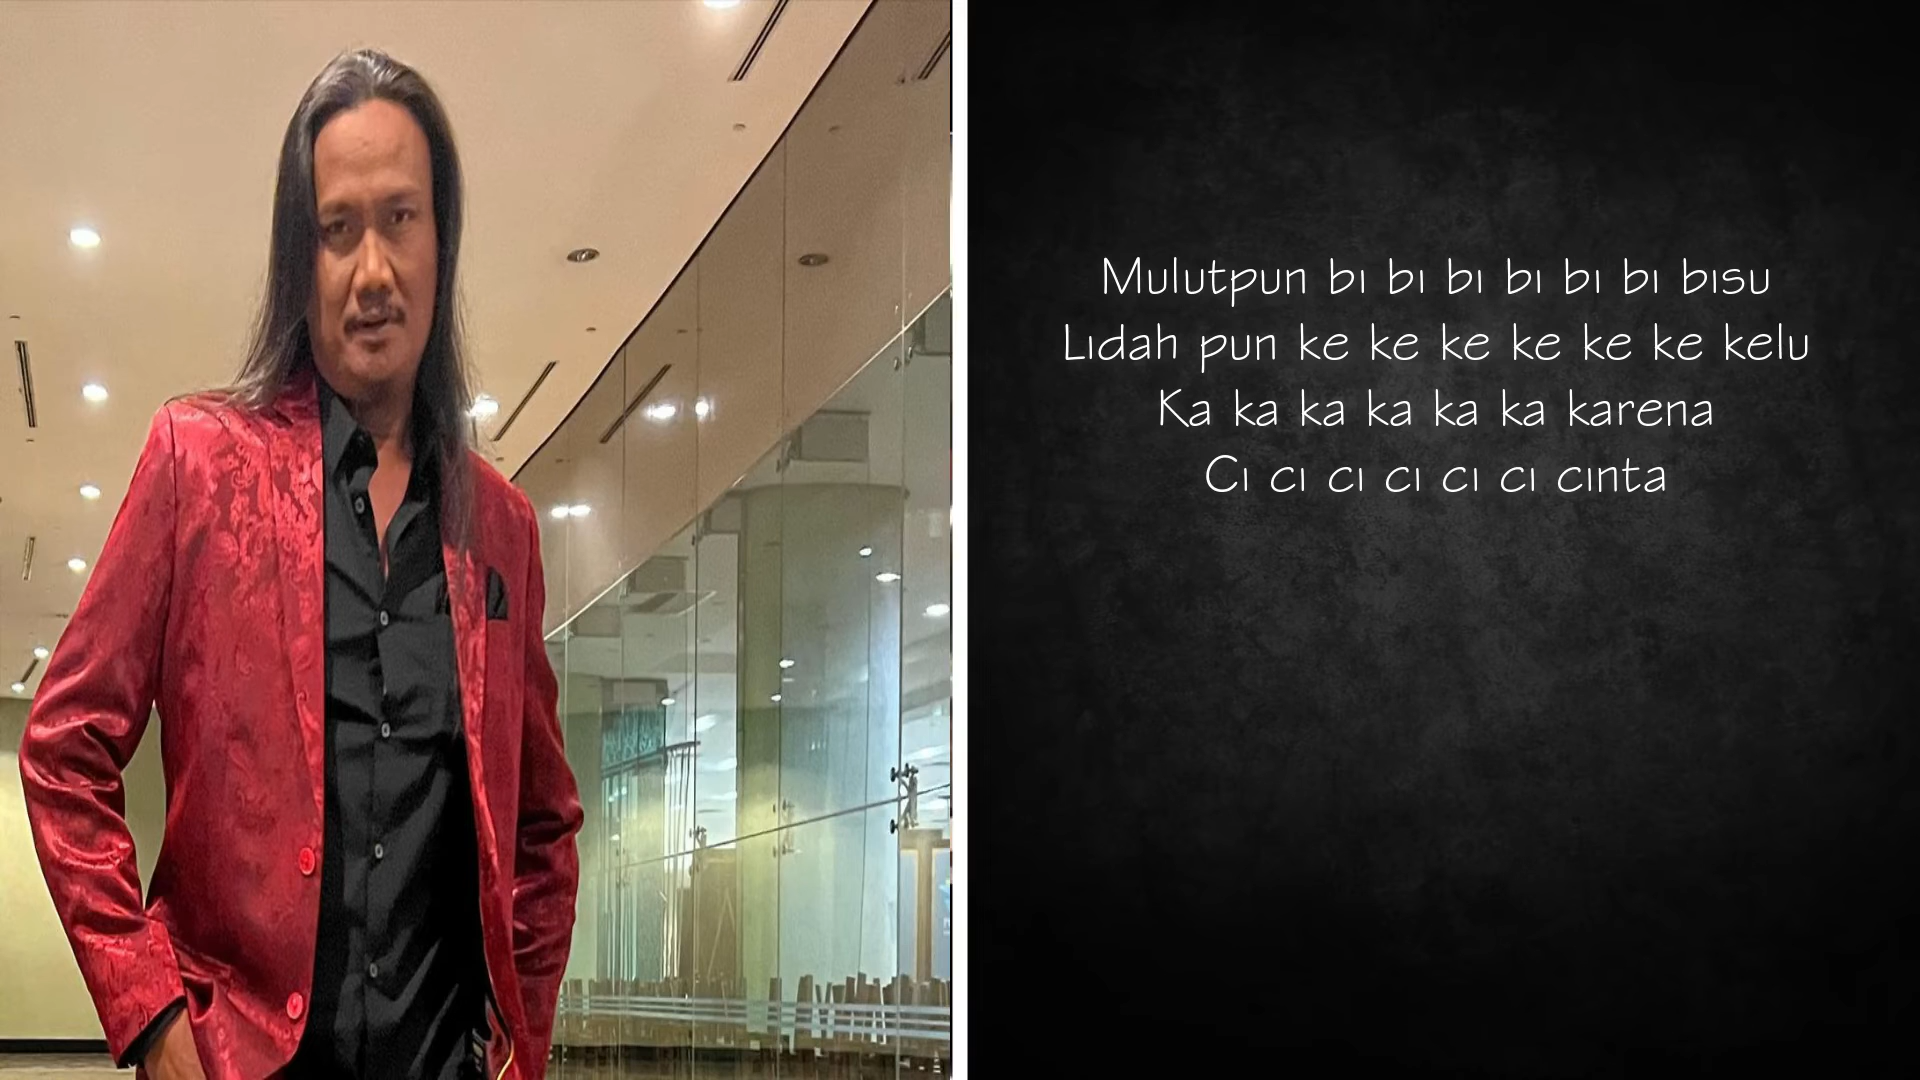 Mulutpun bi bi bi bi bi bi bisu
Lidah pun ke ke ke ke ke ke kelu
Ka ka ka ka ka ka karena
Ci ci ci ci ci ci cinta